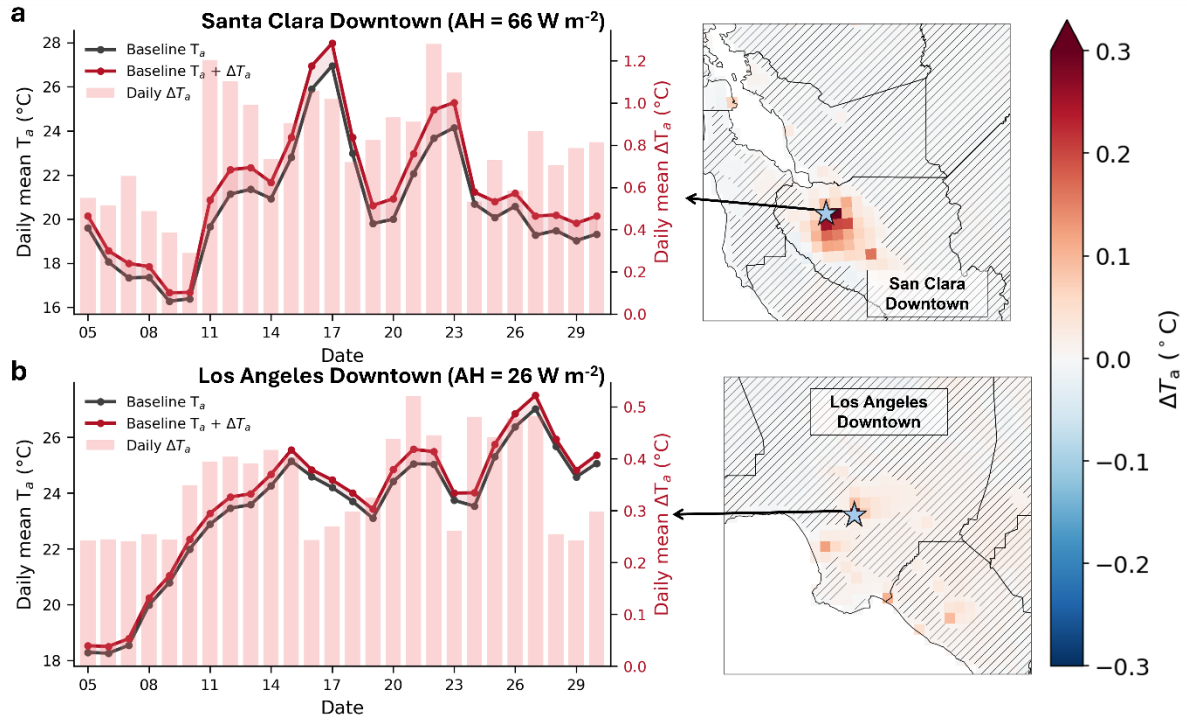 a
Santa Clara Downtown (AH = 66 W m-2)
Baseline Ta
Baseline Ta + ΔTa
Daily ΔTa
Daily mean Ta (°C)
28
26
24
22
20
18
16
05
08
11
14
17
20
23
26
29
Date
1.2
1.0
0.8
0.6
0.4
0.2
0.0
Daily mean ΔTa (°C)
San Clara
Downtown
b
Los Angeles Downtown (AH = 26 W m-2)
Baseline Ta
Baseline Ta + ΔTa
Daily ΔTa
Daily mean Ta (°C)
26
24
22
20
18
05
08
11
14
17
20
23
26
29
Date
0.5
0.4
0.3
0.2
0.1
0.0
Daily mean ΔTa (°C)
Los Angeles
Downtown
0.3
0.2
0.1
0.0
−0.1
−0.2
−0.3
ΔTa (°C)